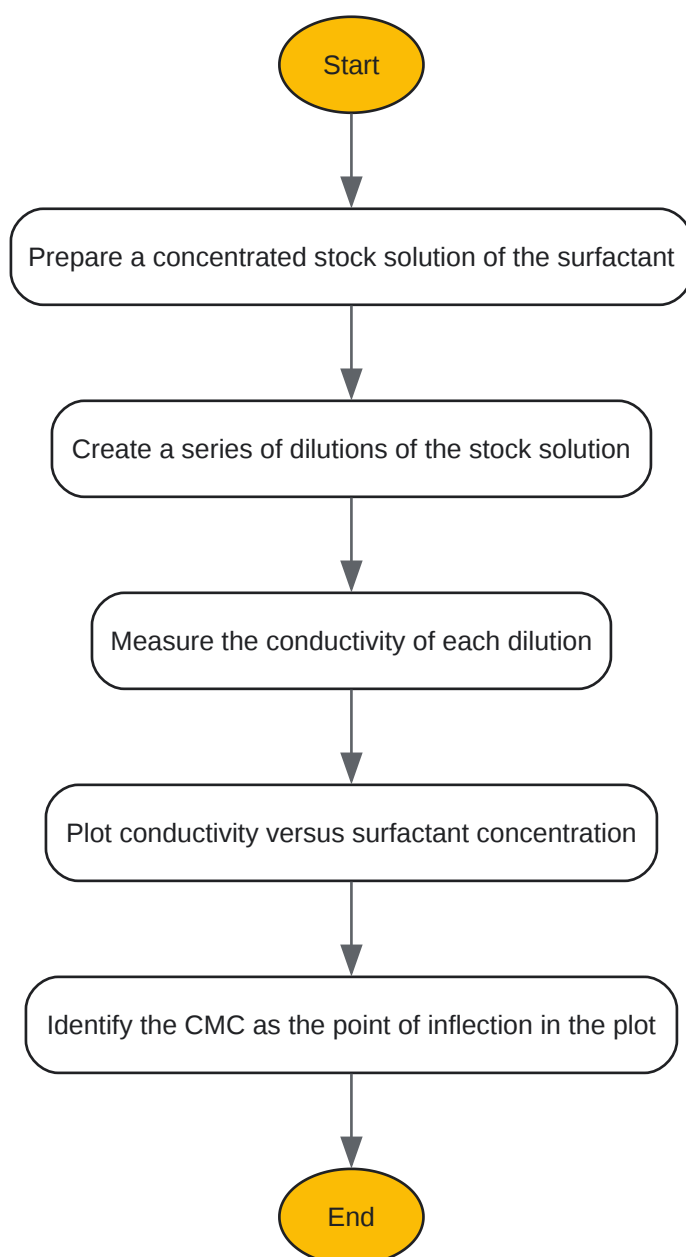 Start
Prepare a concentrated stock solution of the surfactant
Create a series of dilutions of the stock solution
Measure the conductivity of each dilution
Plot conductivity versus surfactant concentration
Identify the CMC as the point of inflection in the plot
End